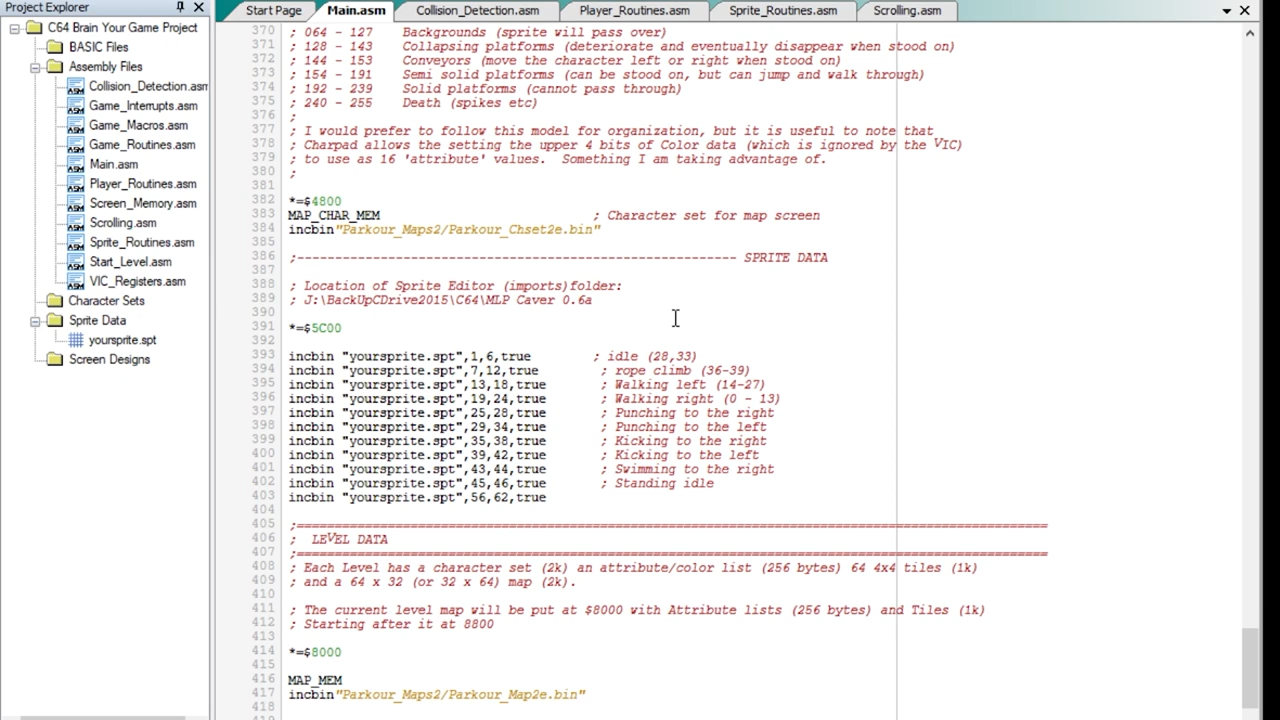 Project Explorer
C64 Brain Your Game Project
BASIC Files
Assembly Files
Collision_Detection.asm
Game_Interrupts.asm
Game_Macros.asm
Game_Routines.asm
Main.asm
Player_Routines.asm
Screen_Memory.asm
Scrolling.asm
Sprite_Routines.asm
Start_Level.asm
VIC_Registers.asm
Character Sets
Sprite Data
yoursprite.spt
Screen Designs
Start Page Main.asm Collision_Detection.asm Player_Routines.asm Sprite_Routines.asm Scrolling.asm
370 ; 064 - 127 Backgrounds (sprite will pass over)
371 ; 128 - 143 Collapsing platforms (deteriorate and eventually disappear when stood on)
372 ; 144 - 153 Conveyors (move the character left or right when stood on)
373 ; 154 - 191 Semi solid platforms (can be stood on, but can jump and walk through)
374 ; 192 - 239 Solid platforms (cannot pass through)
375 ; 240 - 255 Death (spikes etc)
376 ;
377 ; I would prefer to follow this model for organization, but it is useful to note that
378 ; Charpad allows the setting the upper 4 bits of Color data (which is ignored by the VIC)
379 ; to use as 16 'attribute' values. Something I am taking advantage of.
380 ;
381
382 *=$4800
383 MAP_CHAR_MEM ; Character set for map screen
384 incbin"Parkour_Maps2/Parkour_Chset2e.bin"
385
386 ;---------------------------------------------------------- SPRITE DATA
387
388 ; Location of Sprite Editor (imports)folder:
389 ; J:\BackUpCDrive2015\C64\MLP Caver 0.6a
390
391 *=$5C00
392
393 incbin "yoursprite.spt",1,6,true ; idle (28,33)
394 incbin "yoursprite.spt",7,12,true ; rope climb (36-39)
395 incbin "yoursprite.spt",13,18,true ; Walking left (14-27)
396 incbin "yoursprite.spt",19,24,true ; Walking right (0 - 13)
397 incbin "yoursprite.spt",25,28,true ; Punching to the right
398 incbin "yoursprite.spt",29,34,true ; Punching to the left
399 incbin "yoursprite.spt",35,38,true ; Kicking to the right
400 incbin "yoursprite.spt",39,42,true ; Kicking to the left
401 incbin "yoursprite.spt",43,44,true ; Swimming to the right
402 incbin "yoursprite.spt",45,46,true ; Standing idle
403 incbin "yoursprite.spt",56,62,true
404
405 ;===================================================================================================
406 ; LEVEL DATA
407 ;===================================================================================================
408 ; Each Level has a character set (2k) an attribute/color list (256 bytes) 64 4x4 tiles (1k)
409 ; and a 64 x 32 (or 32 x 64) map (2k).
410
411 ; The current level map will be put at $8000 with Attribute lists (256 bytes) and Tiles (1k)
412 ; Starting after it at 8800
413
414 *=$8000
415
416 MAP_MEM
417 incbin"Parkour_Maps2/Parkour_Map2e.bin"
418